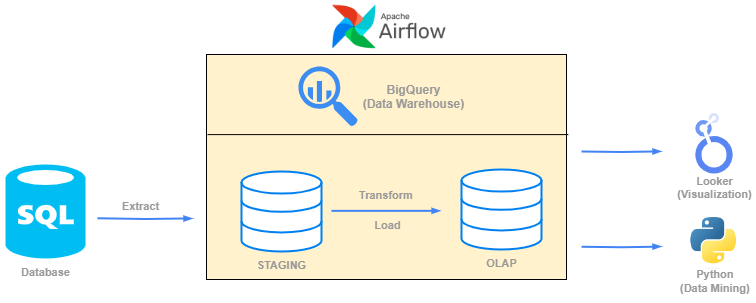 Apache
Airflow
BigQuery
(Data Warehouse)
SQL
Database
Extract
STAGING
Transform
Load
OLAP
Looker
(Visualization)
Python
(Data Mining)